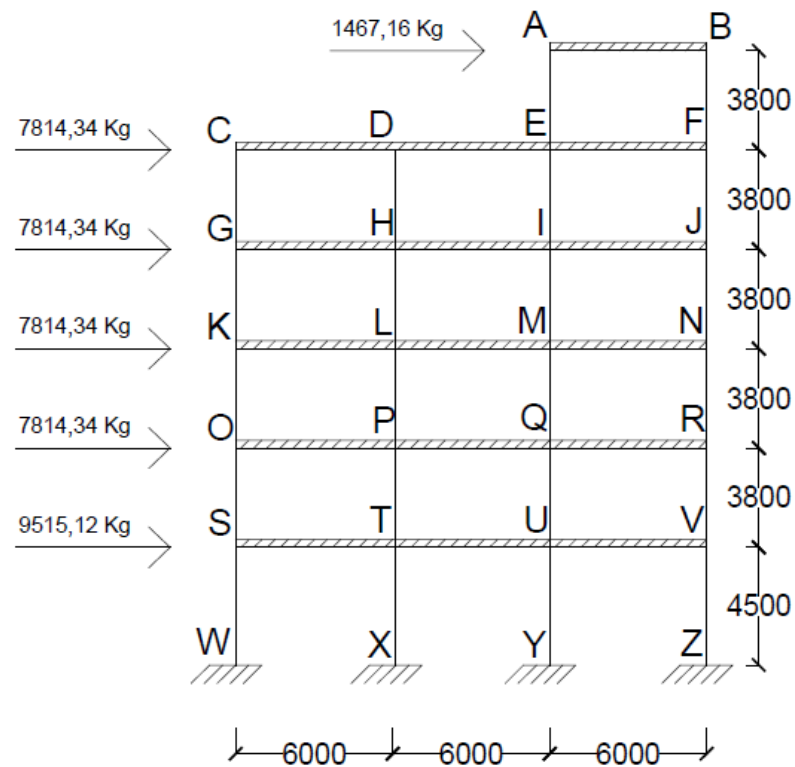 1467,16 Kg
A B
3800
7814,34 Kg
C D E F
3800
7814,34 Kg
G H I J
3800
7814,34 Kg
K L M N
3800
7814,34 Kg
O P Q R
3800
9515,12 Kg
S T U V
4500
W X Y Z
6000 6000 6000